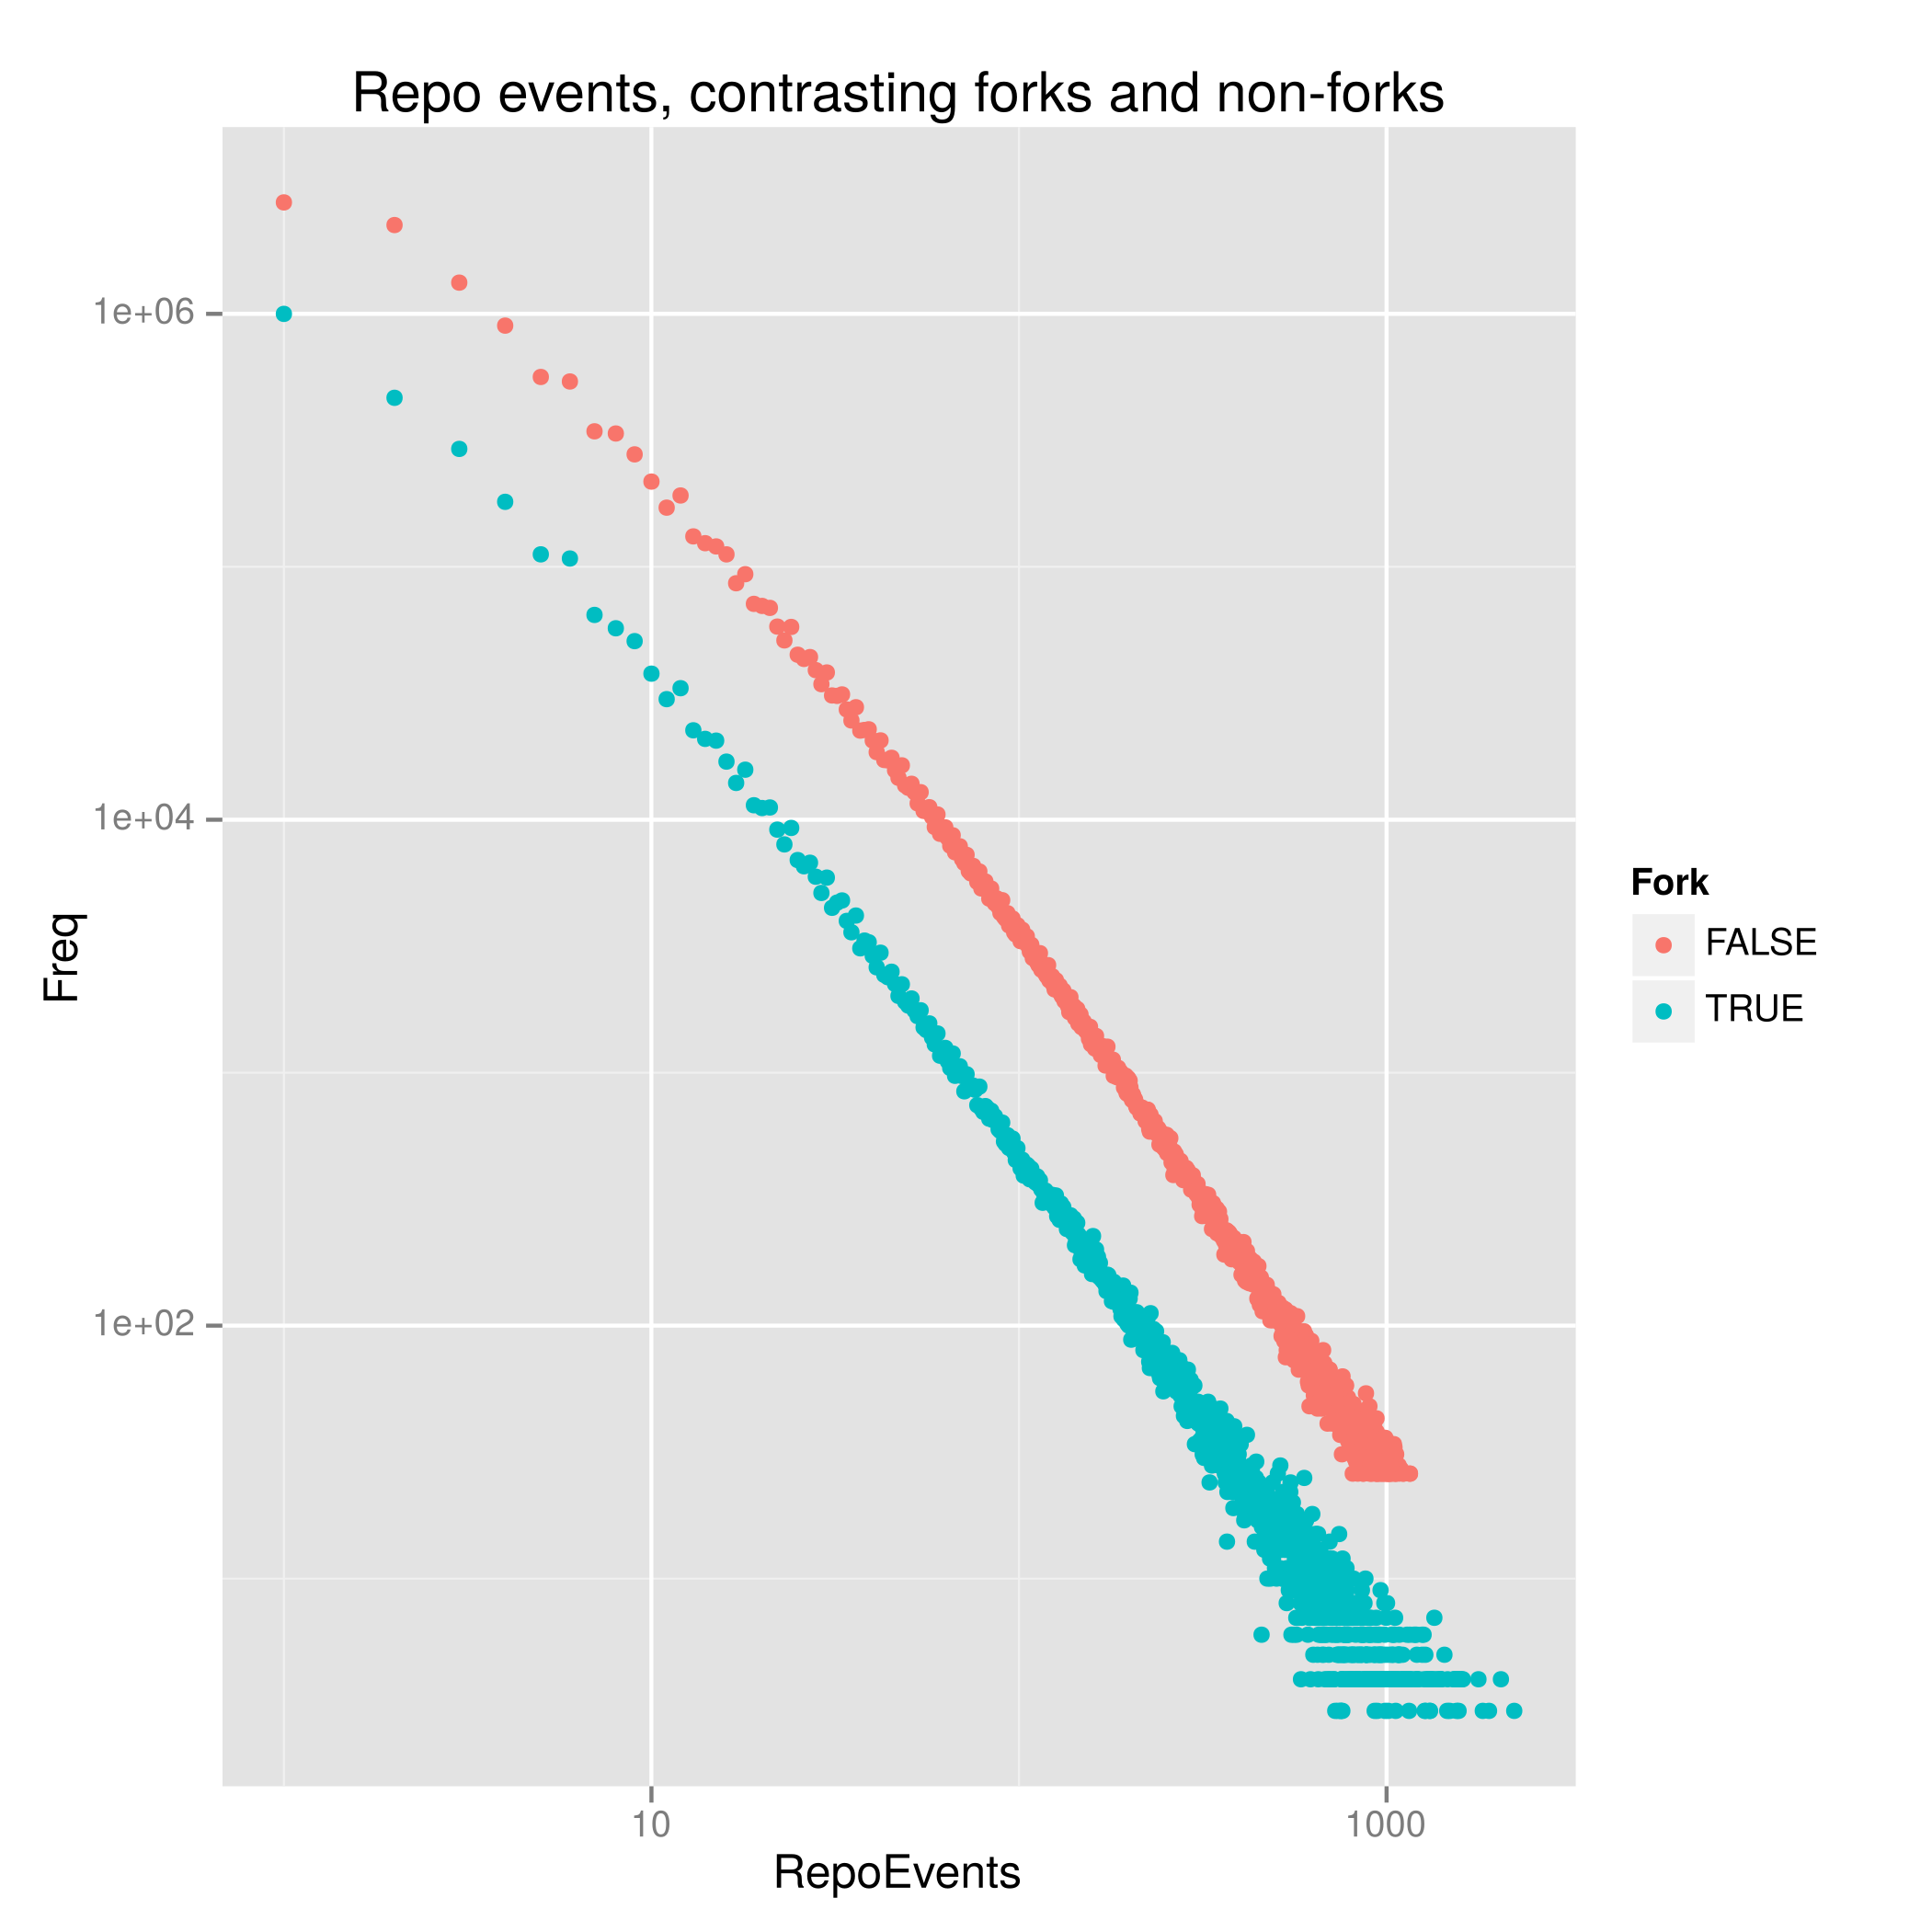 Repo events, contrasting forks and non-forks
1e+06
1e+04
1e+02
Freq
10
1000
RepoEvents
Fork
FALSE
TRUE